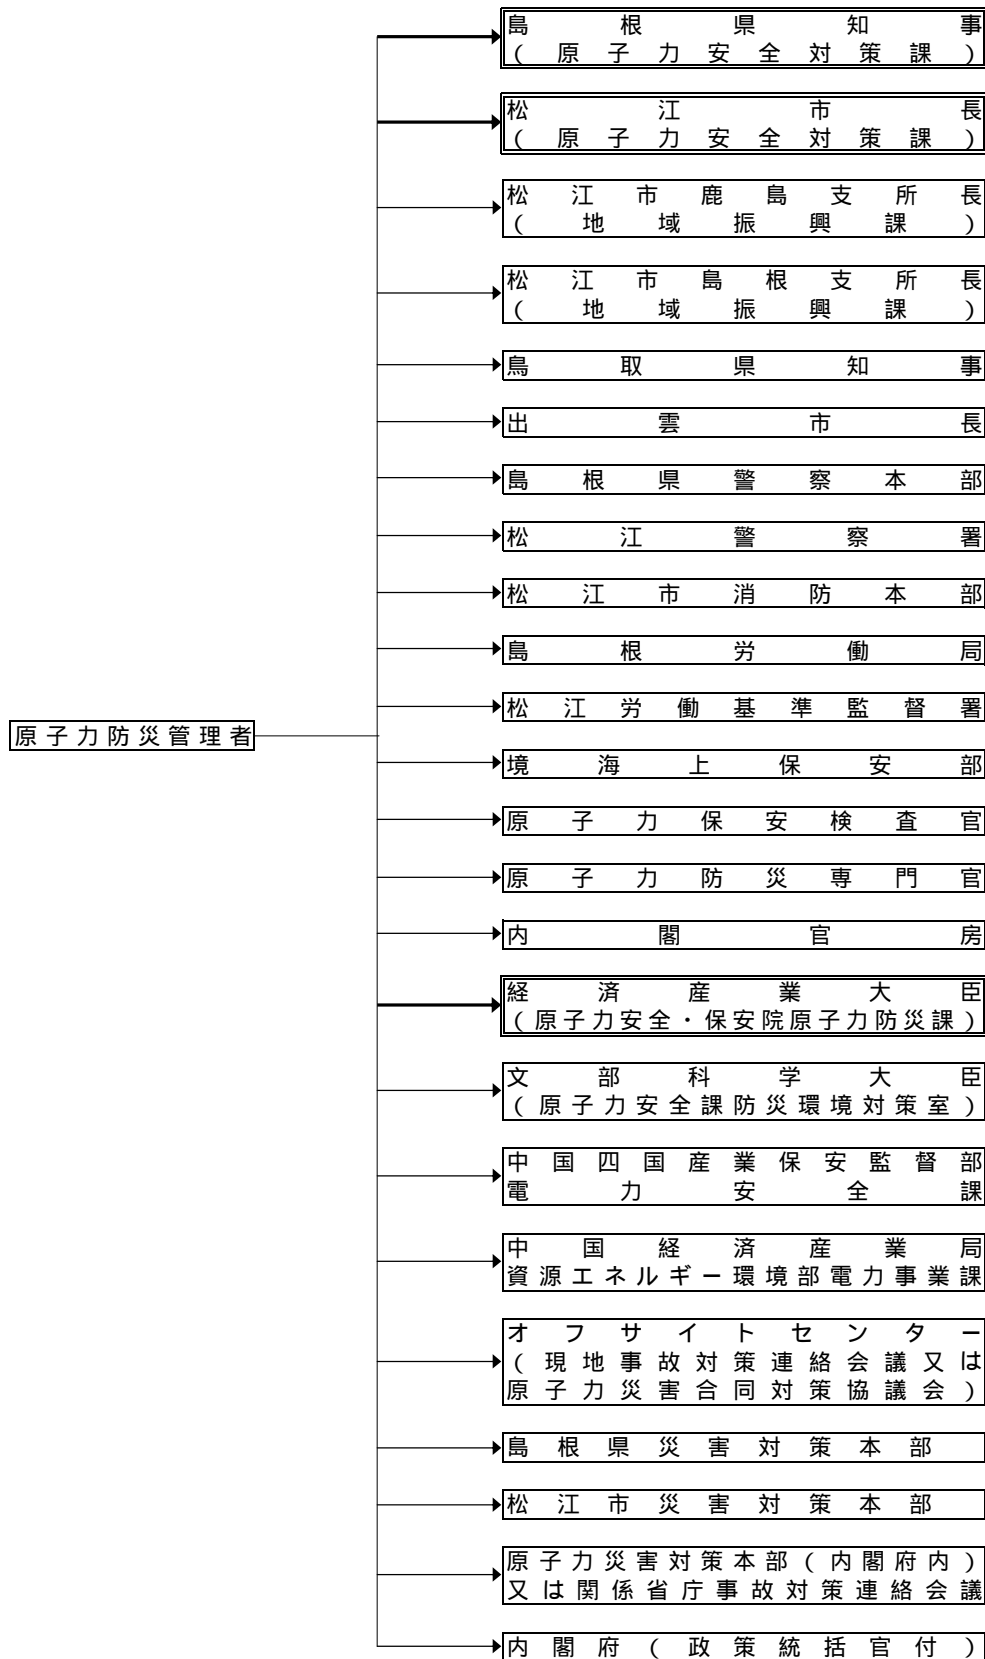 島根県知事
(原子力安全対策課)
松江市長
(原子力安全対策課)
松江市鹿島支所長
(地域振興課)
松江市島根支所長
(地域振興課)
鳥取県知事
出雲市長
島根県警察本部
松江警察署
松江市消防本部
島根労働局
松江労働基準監督署
原子力防災管理者
境海上保安部
原子力保安検査官
原子力防災専門官
内閣官房
経済産業大臣
(原子力安全・保安院原子力防災課)
文部科学大臣
(原子力安全課防災環境対策室)
中国四国産業保安監督部
電力安全課
中国経済産業局
資源エネルギー環境部電力事業課
オフサイトセンター
(現地事故対策連絡会議又は
原子力災害合同対策協議会)
島根県災害対策本部
松江市災害対策本部
原子力災害対策本部(内閣府内)
又は関係省庁事故対策連絡会議
内閣府(政策統括官付)